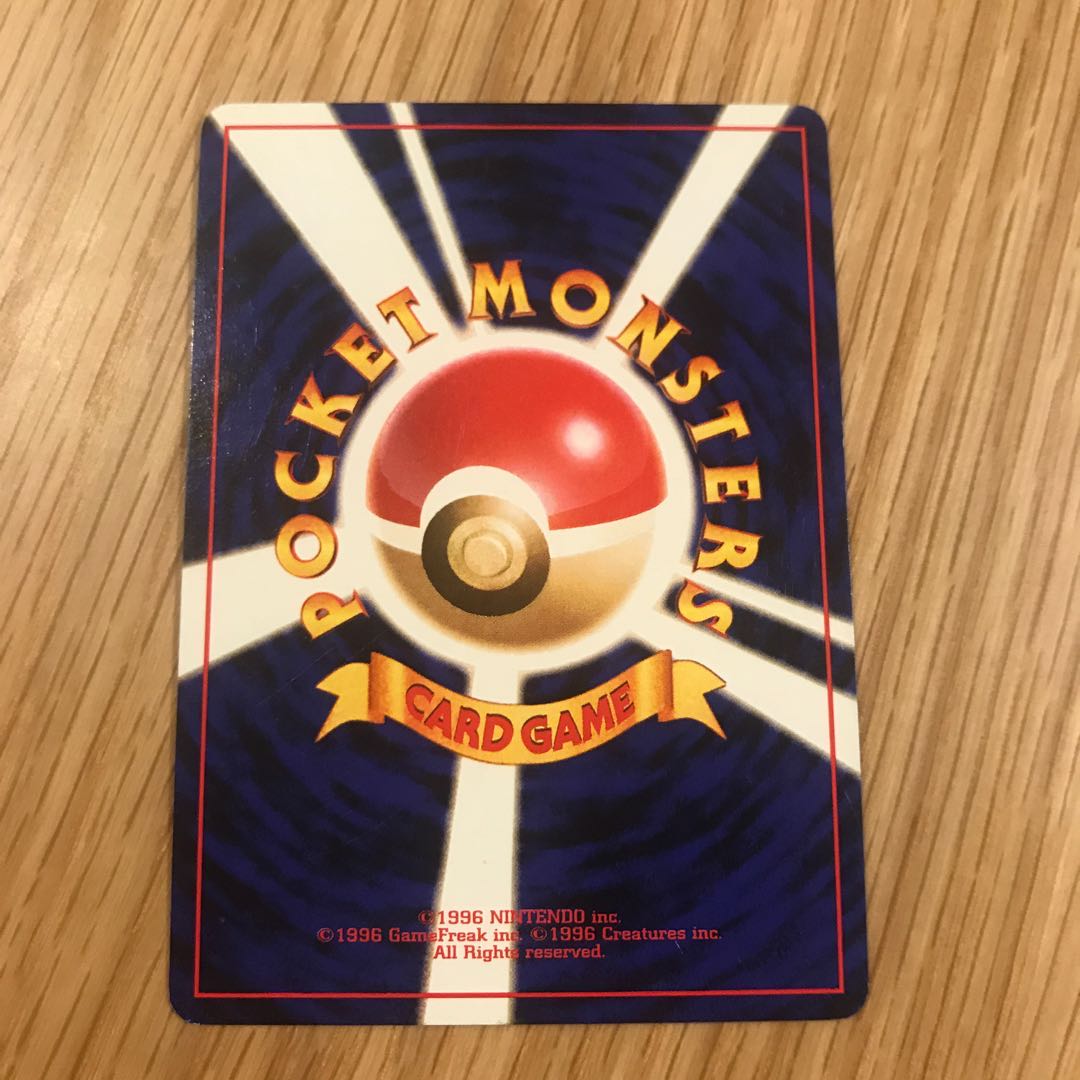 POCKET MONSTERS
CARD GAME
©1996 NINTENDO inc.
©1996 GameFreak inc. ©1996 Creatures inc.
All Rights reserved.